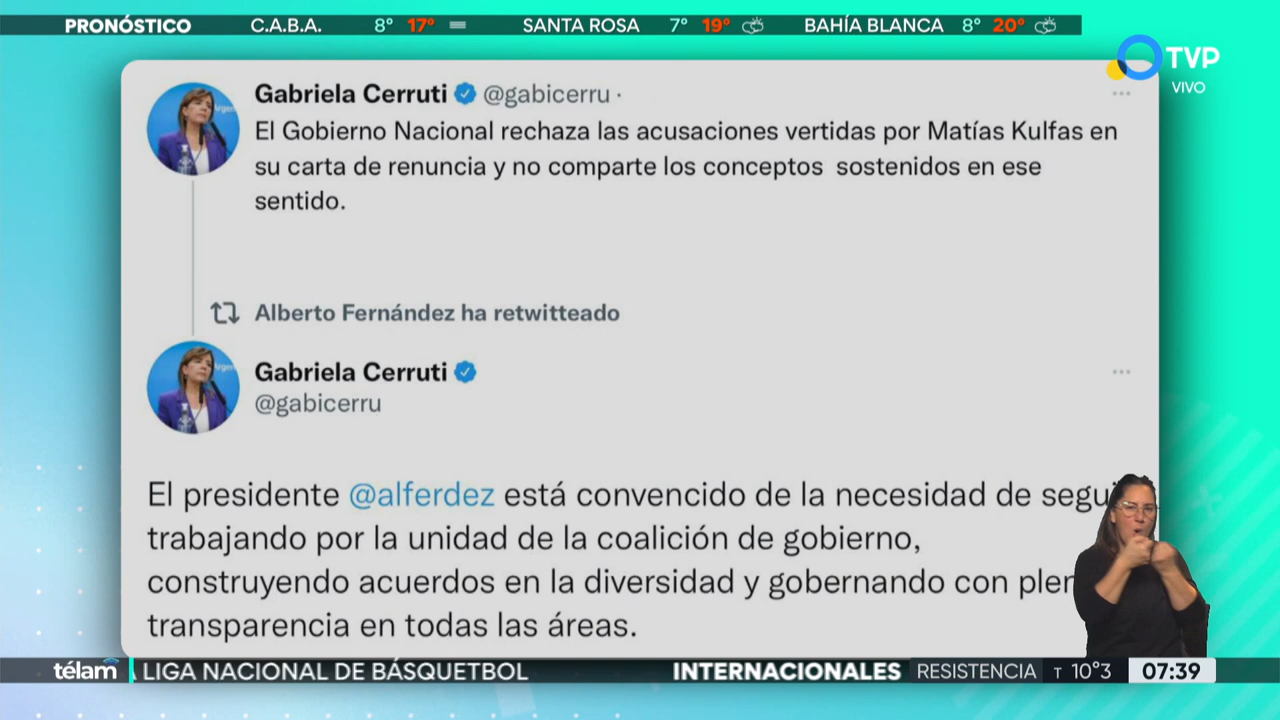 PRONÓSTICO C.A.B.A. 8° 17° SANTA ROSA 7° 19° BAHÍA BLANCA 8° 20°
TVP
VIVO
Gabriela Cerruti @gabicerru ·
El Gobierno Nacional rechaza las acusaciones vertidas por Matías Kulfas en
su carta de renuncia y no comparte los conceptos sostenidos en ese
sentido.
Alberto Fernández ha retwitteado
Gabriela Cerruti
@gabicerru
El presidente @alferdez está convencido de la necesidad de segui
trabajando por la unidad de la coalición de gobierno,
construyendo acuerdos en la diversidad y gobernando con plen
transparencia en todas las áreas.
télam LIGA NACIONAL DE BÁSQUETBOL INTERNACIONALES RESISTENCIA T 10°3 07:39